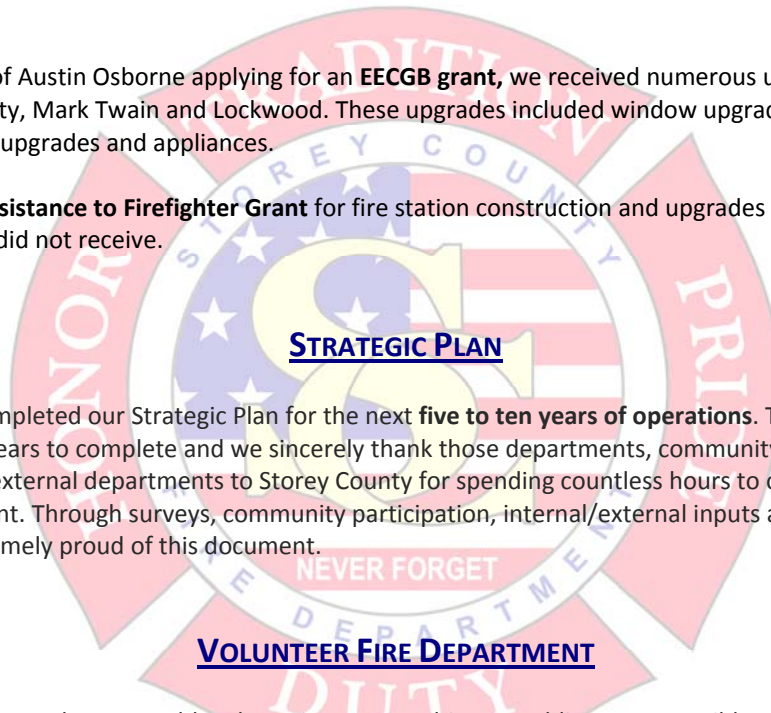 of Austin Osborne applying for an EECGB grant, we received numerous u
ty, Mark Twain and Lockwood. These upgrades included window upgrad
upgrades and appliances.
sistance to Firefighter Grant for fire station construction and upgrades
did not receive.
STRATEGIC PLAN
mpleted our Strategic Plan for the next five to ten years of operations. T
ears to complete and we sincerely thank those departments, community
external departments to Storey County for spending countless hours to
nt. Through surveys, community participation, internal/external inputs a
mely proud of this document.
VOLUNTEER FIRE DEPARTMENT
TRADITION
HONOR
PRIDE
DUTY
STOREY COUNTY
FIRE DEPARTMENT
SC
NEVER FORGET